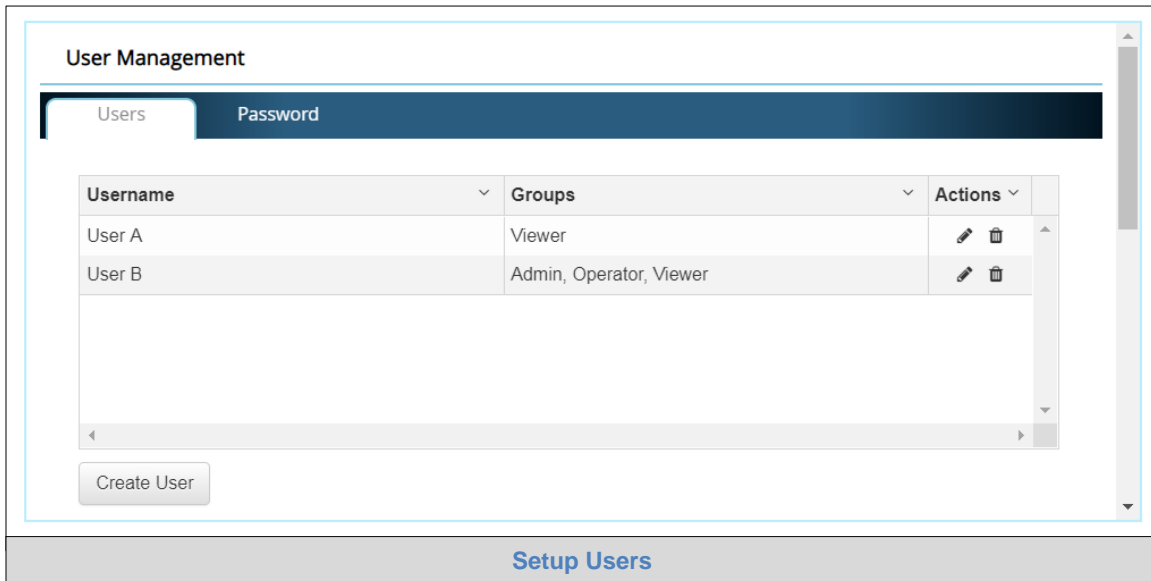 User Management
Users Password
Username Groups Actions
User A Viewer
User B Admin, Operator, Viewer
Create User
Setup Users